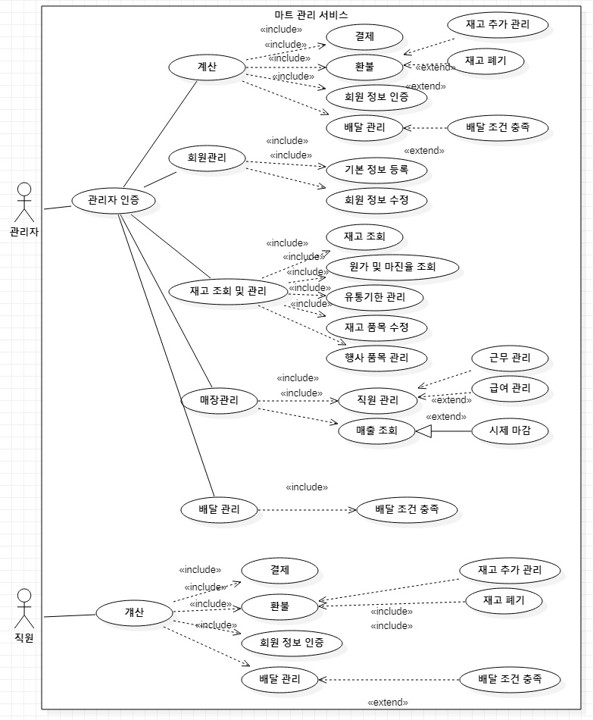 마트 관리 서비스
«include»
결제
재고 추가 관리
«include»
계산
«include»
환불
«extend»
재고 폐기
«include»
«extend»
회원 정보 인증
배달 관리
배달 조건 충족
«include»
«extend»
회원관리
«include»
기본 정보 등록
관리자 인증
회원 정보 수정
관리자
재고 조회
«include»
«include»
원가 및 마진율 조회
«include»
재고 조회 및 관리
«include»
유통기한 관리
«include»
재고 품목 수정
행사 품목 관리
근무 관리
«include»
급여 관리
매장관리
«include»
직원 관리
«extend»
«extend»
매출 조회
시제 마감
«include»
배달 관리
배달 조건 충족
«include»
결제
재고 추가 관리
«include»
«include»
환불
재고 폐기
계산
«include»
«include»
«include»
직원
회원 정보 인증
배달 관리
배달 조건 충족
«extend»